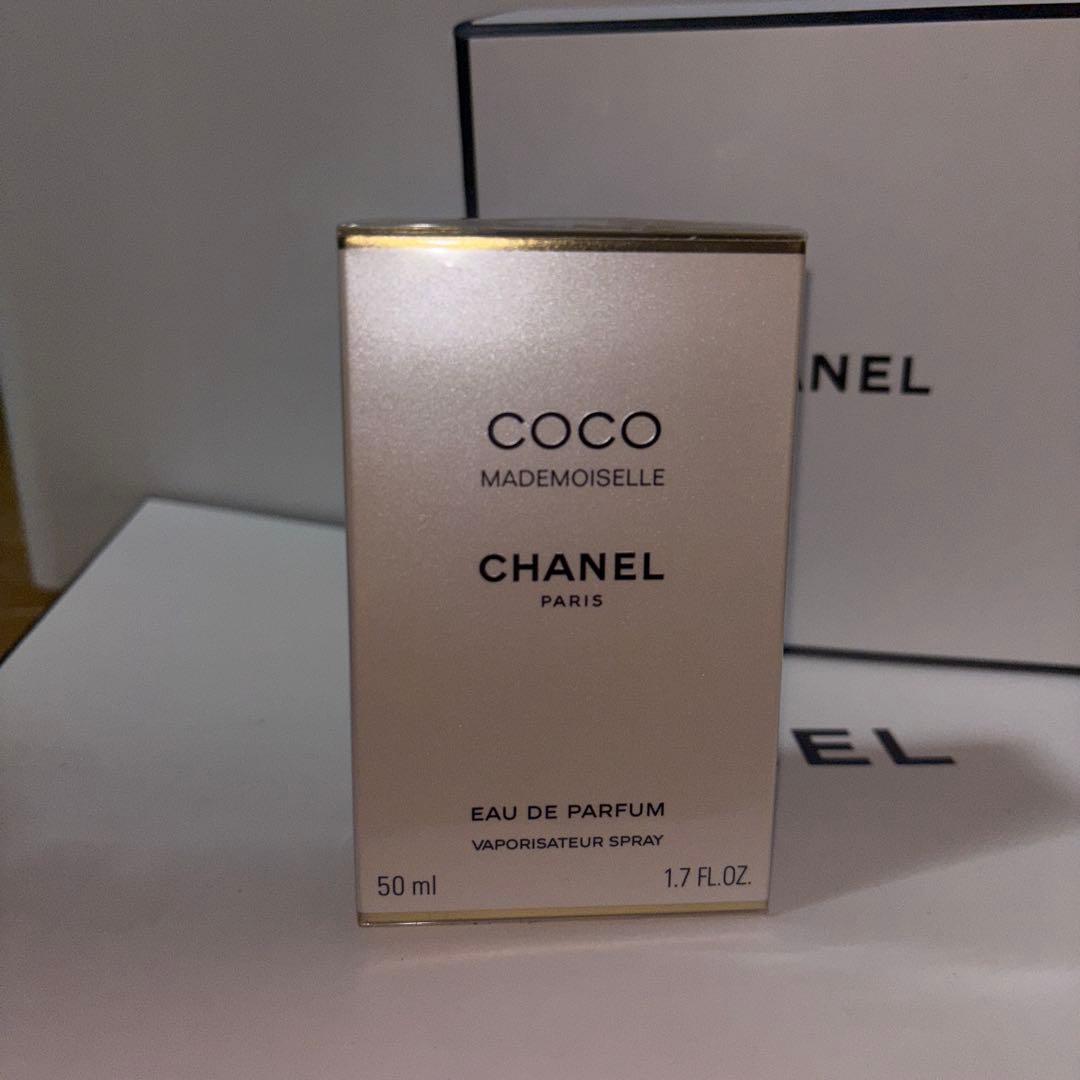 COCO
MADEMOISELLE
CHANEL
PARIS
EAU DE PARFUM
VAPORISATEUR SPRAY
50 ml
1.7 FL.OZ.